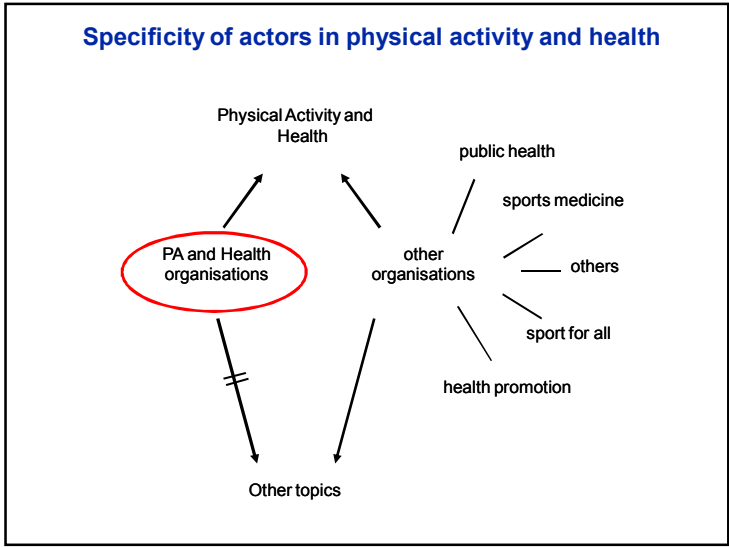 Specificity of actors in physical activity and health
Physical Activity and
Health
public health
sports medicine
PA and Health
organisations
other
organisations
others
sport for all
health promotion
Other topics